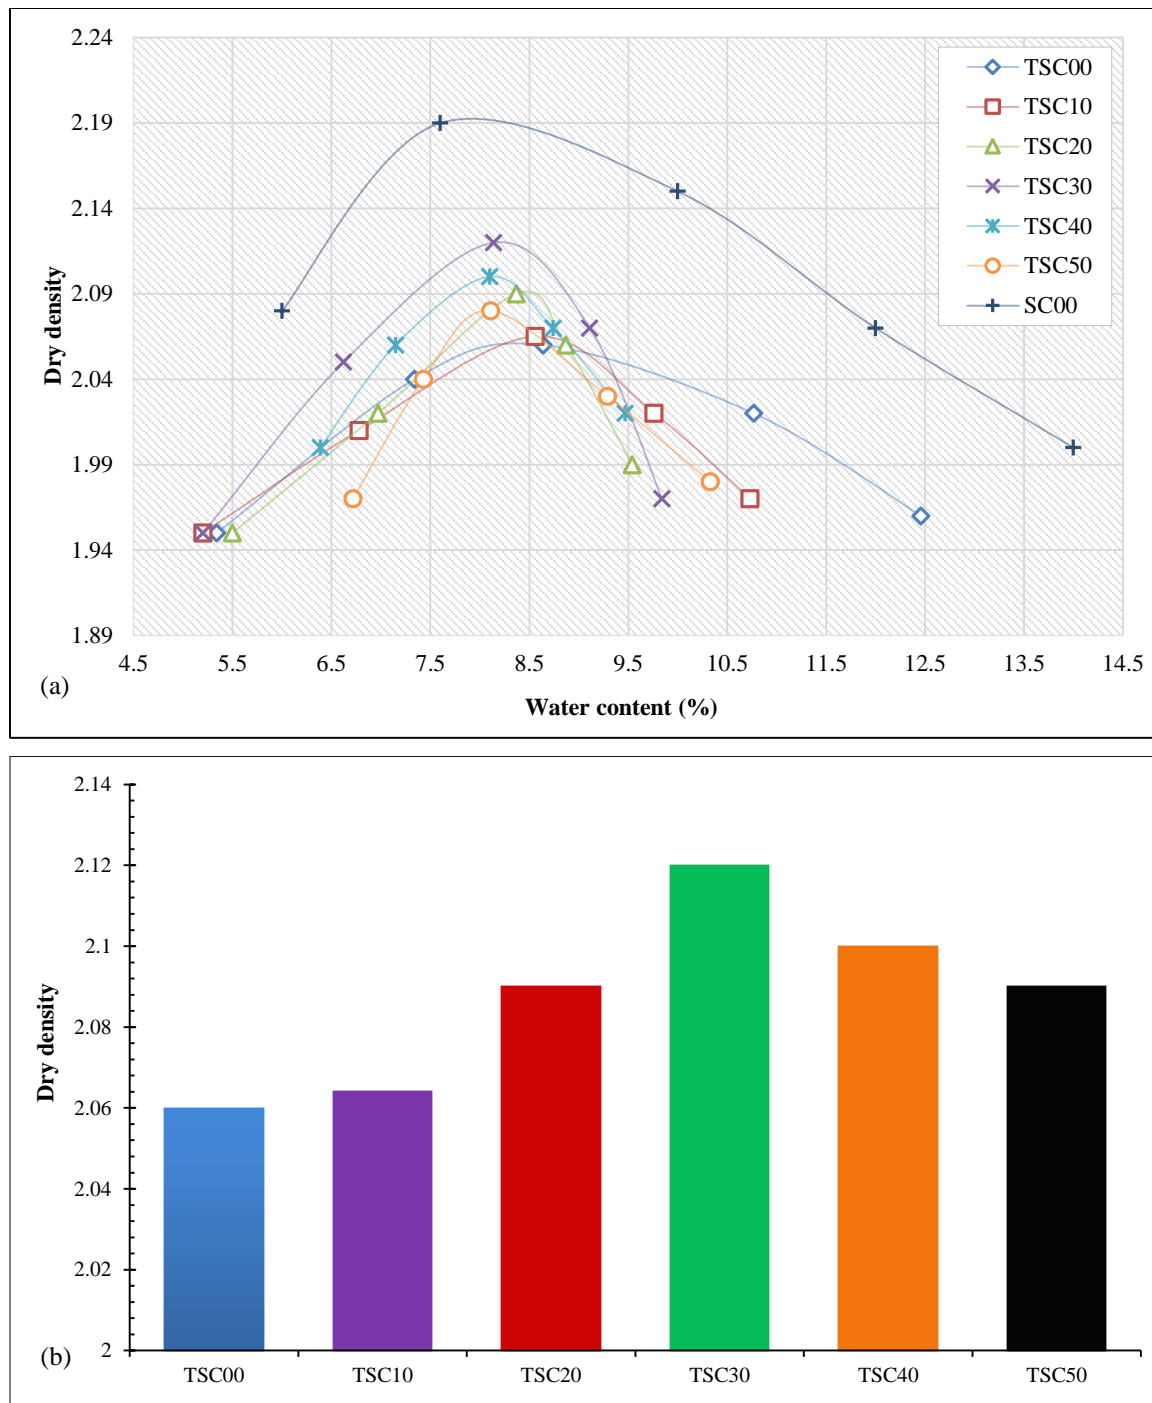 2.24
2.19
2.14
2.09
2.04
1.99
1.94
1.89
Dry density
TSC00
TSC10
TSC20
TSC30
TSC40
TSC50
SC00
4.5 5.5 6.5 7.5 8.5 9.5 10.5 11.5 12.5 13.5 14.5
(a)
Water content (%)
2.14
2.12
2.1
2.08
2.06
2.04
2.02
2
Dry density
(b)
TSC00 TSC10 TSC20 TSC30 TSC40 TSC50